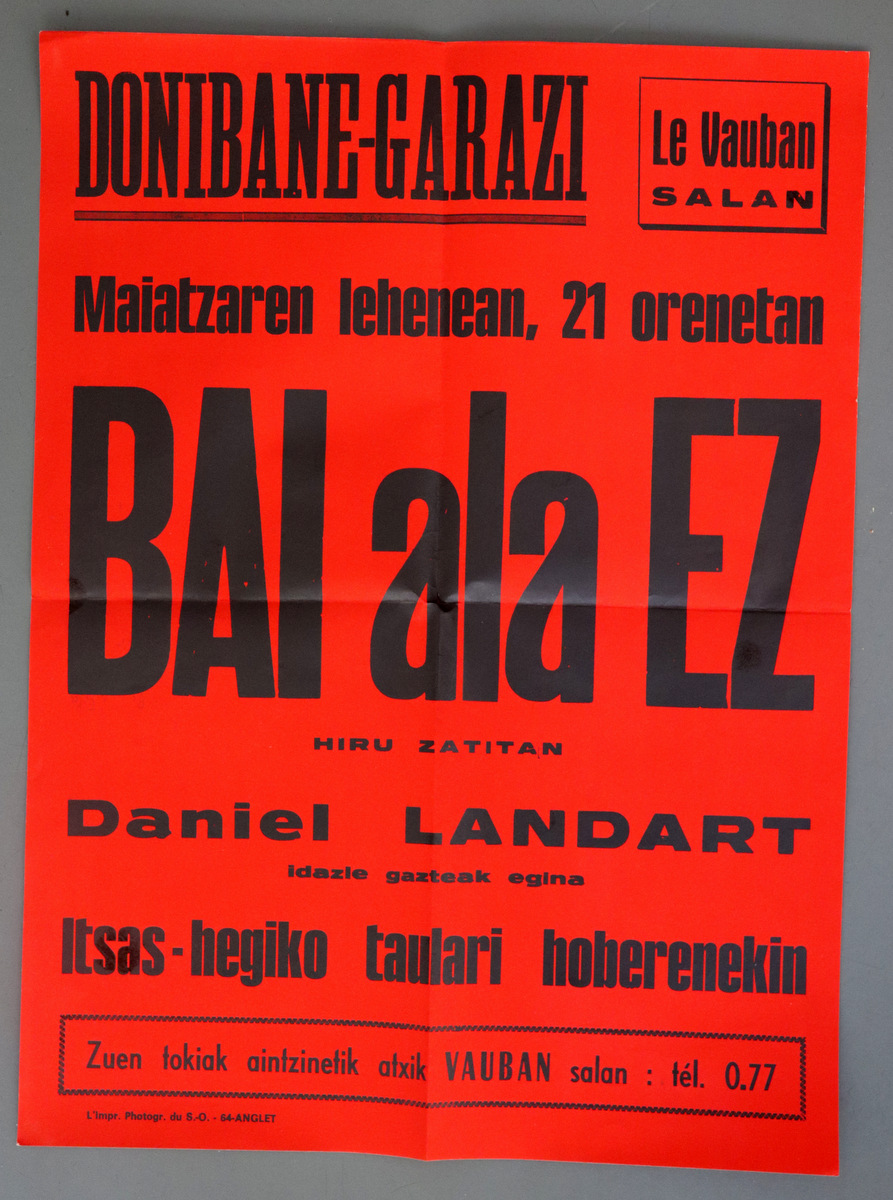 DONIBANE-GARAZI
Le Vauban
SALAN
Maiatzaren lehenean, 21 orenetan
BAI ala EZ
HIRU ZATITAN
Daniel LANDART
idazle gazteak egina
Itsas-hegiko taulari hoberenekin
Zuen tokiak aintzinetik atxik VAUBAN salan : tél. 0.77
L'Impr. Photogr. du S.-O. - 64-ANGLET